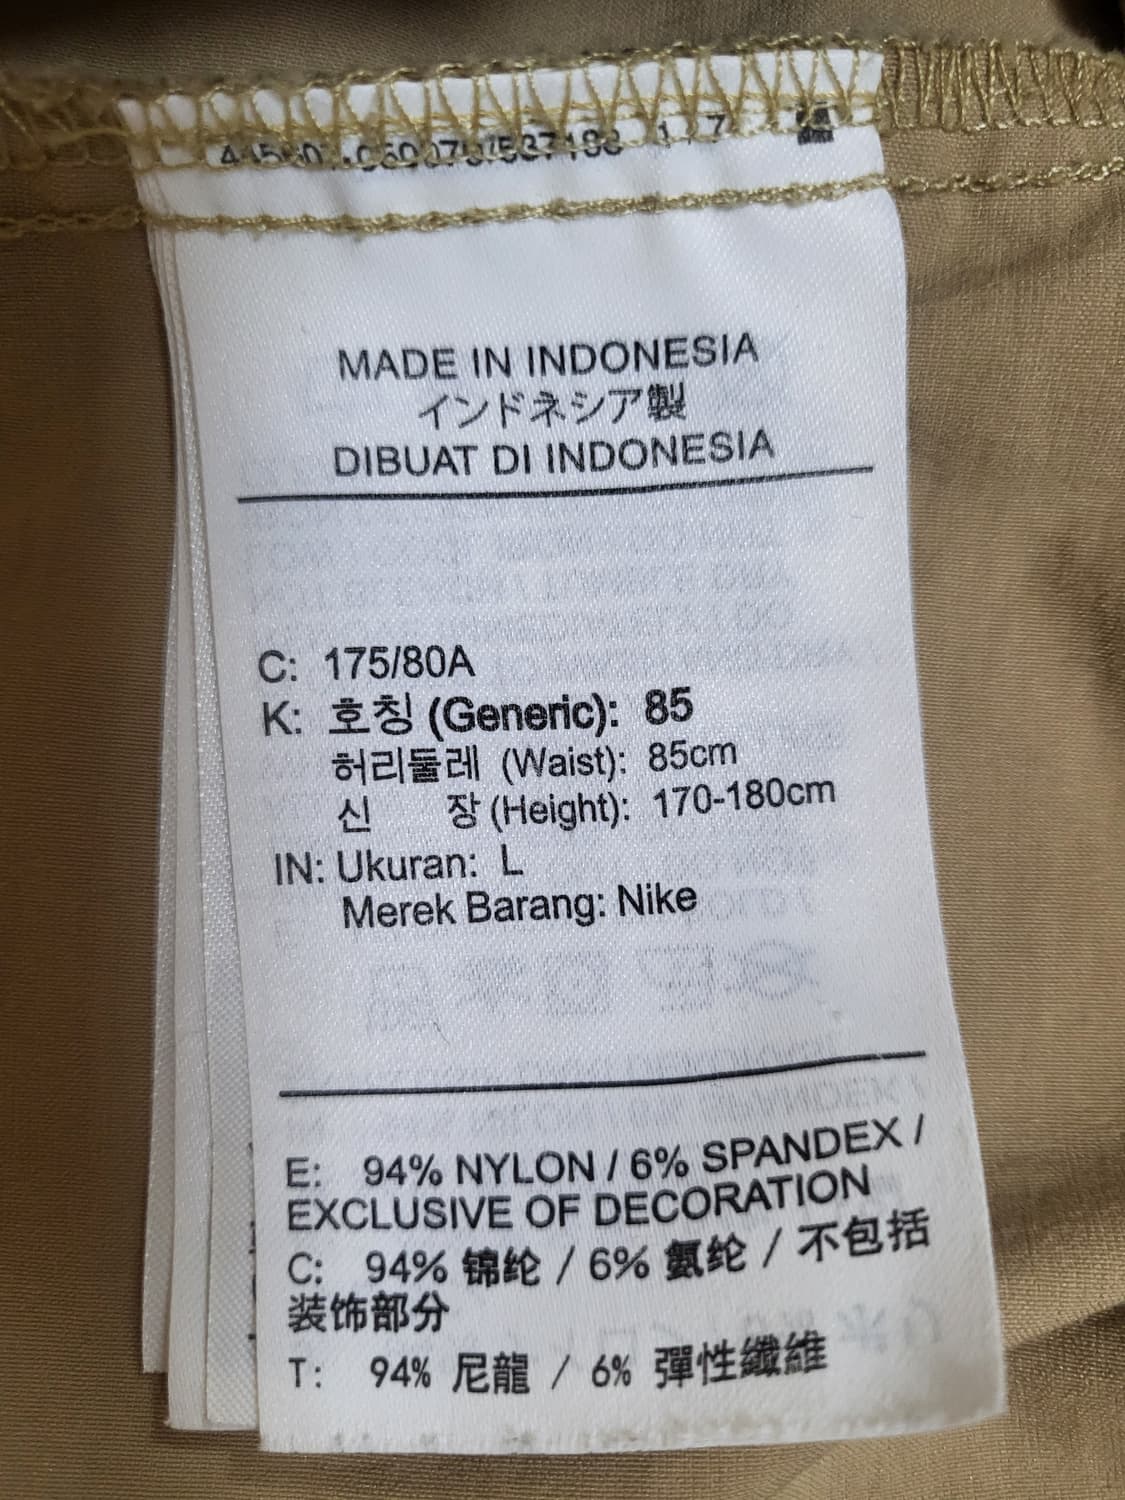 MADE IN INDONESIA
インドネシア製
DIBUAT DI INDONESIA
C: 175/80A
K: 호칭 (Generic): 85
허리둘레 (Waist): 85cm
신 장 (Height): 170-180cm
IN: Ukuran: L
Merek Barang: Nike
E: 94% NYLON / 6% SPANDEX /
EXCLUSIVE OF DECORATION
C: 94% 锦纶 / 6% 氨纶 / 不包括
装饰部分
T: 94% 尼龍 / 6% 彈性纖維